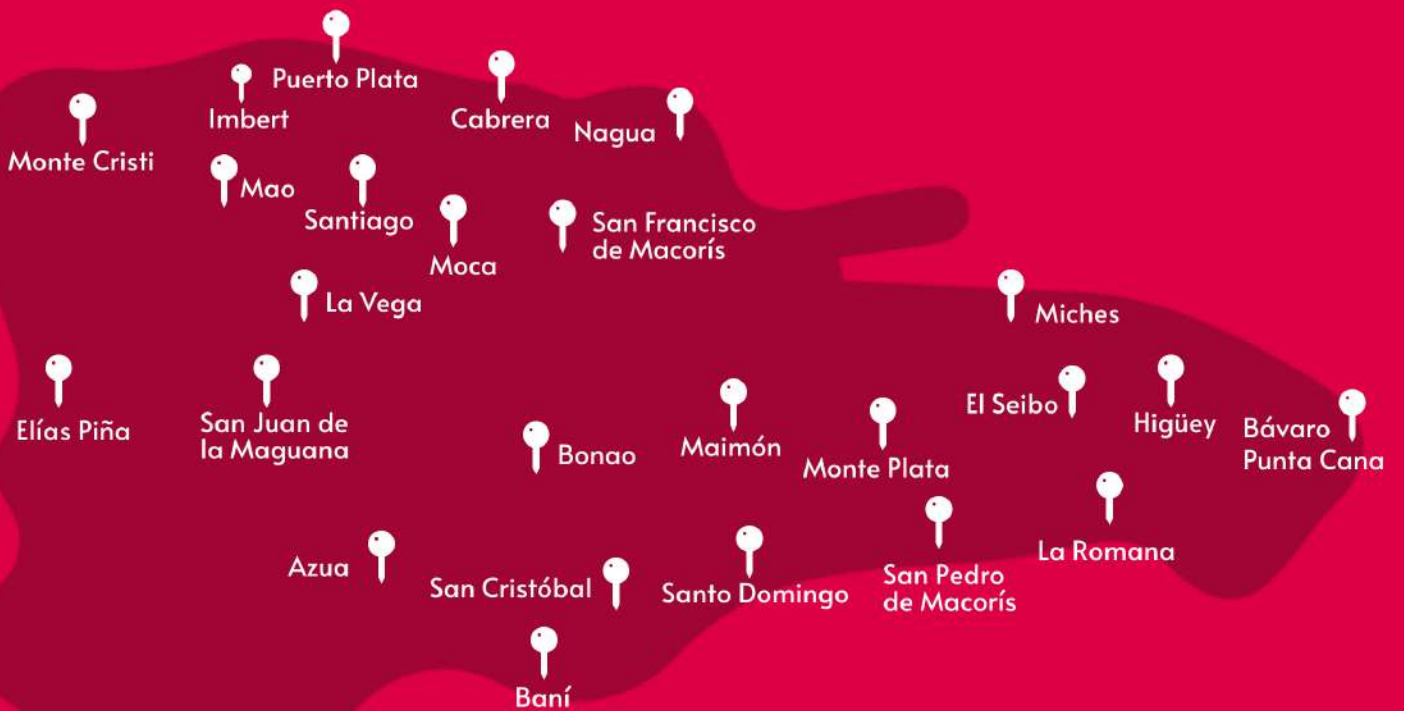 Puerto Plata
Imbert
Cabrera
Nagua
Monte Cristi
Mao
Santiago
San Francisco
de Macorís
Moca
La Vega
Miches
Elías Piña
San Juan de
la Maguana
Bonao
Maimón
Monte Plata
El Seibo
Higüey
Bávaro
Punta Cana
Azua
San Cristóbal
Santo Domingo
San Pedro
de Macorís
La Romana
Baní